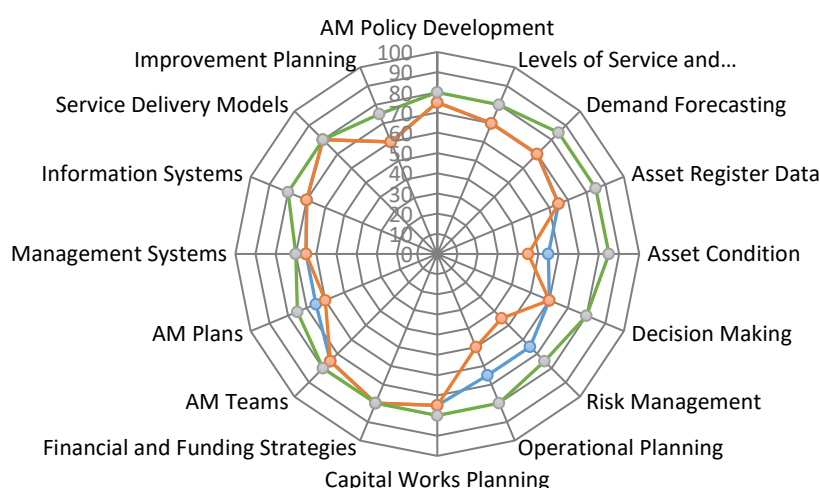 AM Policy Development
Levels of Service and...
Demand Forecasting
Asset Register Data
Asset Condition
Decision Making
Risk Management
Operational Planning
Capital Works Planning
Financial and Funding Strategies
AM Teams
AM Plans
Management Systems
Information Systems
Service Delivery Models
Improvement Planning
100
90
80
70
60
50
40
30
20
10
0